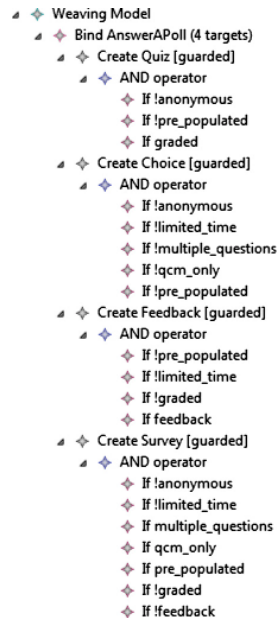 Weaving Model
Bind AnswerAPoll (4 targets)
Create Quiz [guarded]
AND operator
If !anonymous
If !pre_populated
If graded
Create Choice [guarded]
AND operator
If !anonymous
If !limited_time
If !multiple_questions
If !qcm_only
If !pre_populated
Create Feedback [guarded]
AND operator
If !pre_populated
If !limited_time
If !graded
If feedback
Create Survey [guarded]
AND operator
If !anonymous
If !limited_time
If multiple_questions
If qcm_only
If pre_populated
If !graded
If !feedback